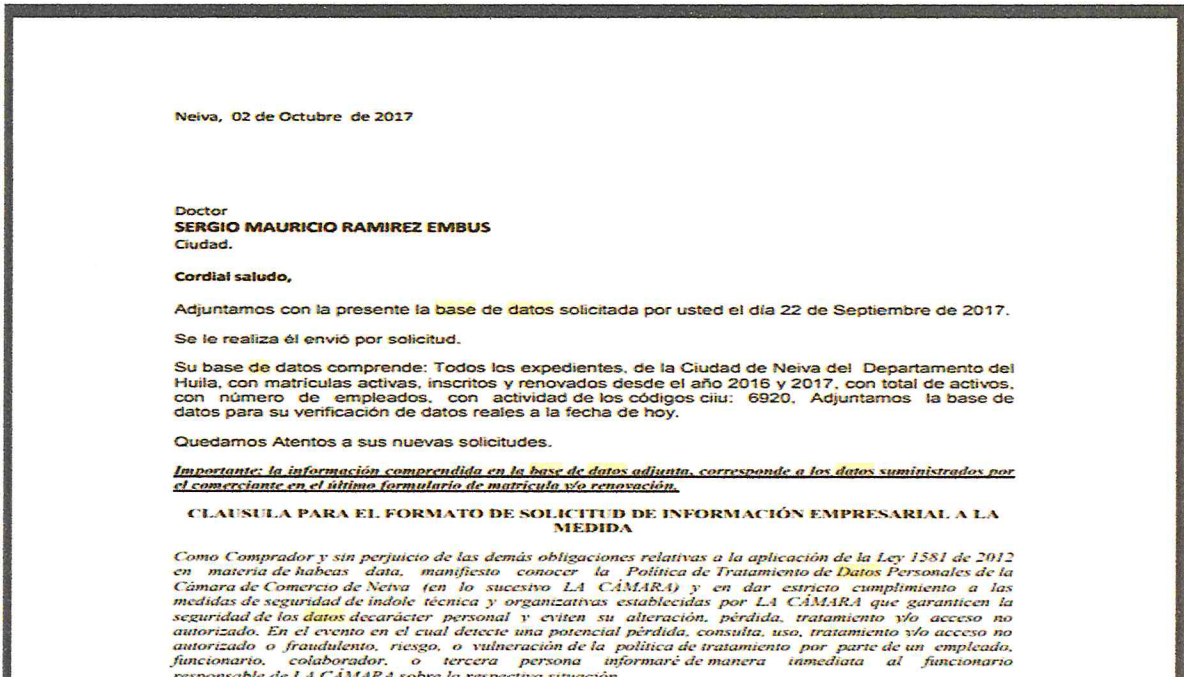 Neiva, 02 de Octubre de 2017
Doctor
SERGIO MAURICIO RAMIREZ EMBUS
Ciudad.
Cordial saludo,
Adjuntamos con la presente la base de datos solicitada por usted el día 22 de Septiembre de 2017.
Se le realiza él envió por solicitud.
Su base de datos comprende: Todos los expedientes, de la Ciudad de Neiva del Departamento del
Huila, con matrículas activas, inscritos y renovados desde el año 2016 y 2017, con total de activos,
con número de empleados, con actividad de los códigos ciiu: 6920, Adjuntamos la base de
datos para su verificación de datos reales a la fecha de hoy.
Quedamos Atentos a sus nuevas solicitudes.
Importante: la información comprendida en la base de datos adjunta, corresponde a los datos suministrados por
el comerciante en el último formulario de matrícula y/o renovación.
CLAUSULA PARA EL FORMATO DE SOLICITUD DE INFORMACIÓN EMPRESARIAL A LA
MEDIDA
Como Comprador y sin perjuicio de las demás obligaciones relativas a la aplicación de la Ley 1581 de 2012
en materia de habeas data, manifiesto conocer la Política de Tratamiento de Datos Personales de la
Cámara de Comercio de Neiva (en lo sucesivo LA CÁMARA) y en dar estricto cumplimiento a las
medidas de seguridad de índole técnica y organizativas establecidas por LA CÁMARA que garanticen la
seguridad de los datos decarácter personal y eviten su alteración, pérdida, tratamiento y/o acceso no
autorizado. En el evento en el cual detecte una potencial pérdida, consulta, uso, tratamiento y/o acceso no
autorizado o fraudulento, riesgo, o vulneración de la política de tratamiento por parte de un empleado,
funcionario, colaborador, o tercera persona informaré de manera inmediata al funcionario
responsable de LA CÁMARA sobre la respectiva situación.